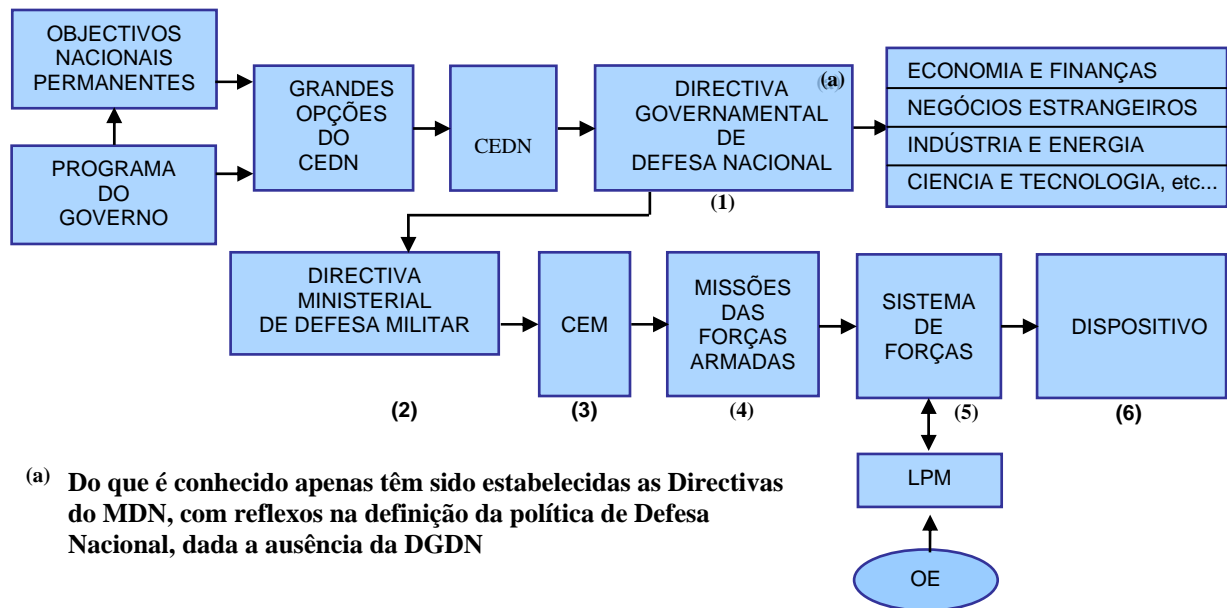 OBJECTIVOS
NACIONAIS
PERMANENTES
PROGRAMA
DO
GOVERNO
GRANDES
OPÇÕES
DO
CEDN
CEDN
(a)
DIRECTIVA
GOVERNAMENTAL
DE
DEFESA NACIONAL
(1)
ECONOMIA E FINANÇAS
NEGÓCIOS ESTRANGEIROS
INDÚSTRIA E ENERGIA
CIENCIA E TECNOLOGIA, etc...
DIRECTIVA
MINISTERIAL
DE DEFESA MILITAR
(2)
CEM
(3)
MISSÕES
DAS
FORÇAS
ARMADAS
(4)
SISTEMA
DE
FORÇAS
(5)
DISPOSITIVO
(6)
LPM
OE
(a) Do que é conhecido apenas têm sido estabelecidas as Directivas
do MDN, com reflexos na definição da política de Defesa
Nacional, dada a ausência da DGDN